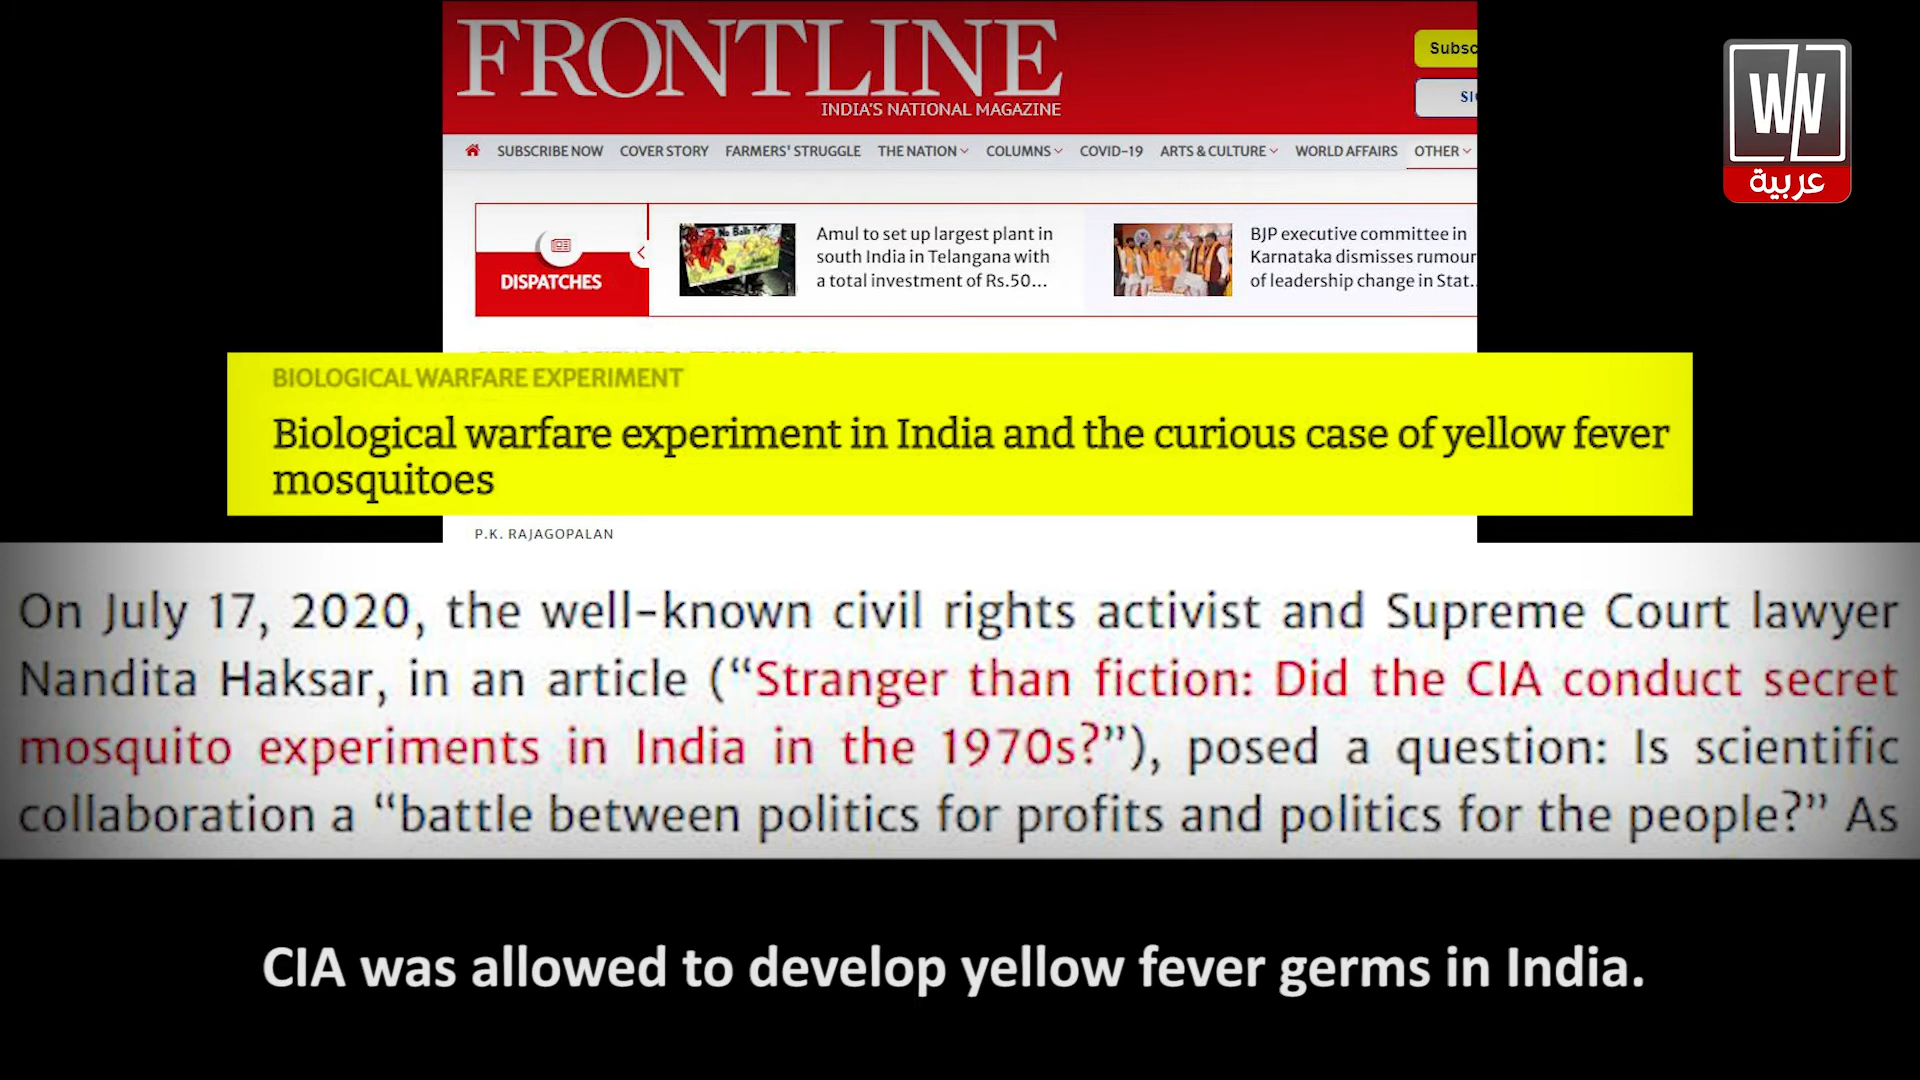 FRONTLINE
INDIA'S NATIONAL MAGAZINE
Subsc
SI
WN
عربية
SUBSCRIBE NOW COVER STORY FARMERS' STRUGGLE THE NATION COLUMNS COVID-19 ARTS & CULTURE WORLD AFFAIRS OTHER
DISPATCHES
Amul to set up largest plant in
south India in Telangana with
a total investment of Rs.50...
BJP executive committee in
Karnataka dismisses rumour
of leadership change in Stat..
BIOLOGICAL WARFARE EXPERIMENT
Biological warfare experiment in India and the curious case of yellow fever
mosquitoes
P.K. RAJAGOPALAN
On July 17, 2020, the well-known civil rights activist and Supreme Court lawyer
Nandita Haksar, in an article (“Stranger than fiction: Did the CIA conduct secret
mosquito experiments in India in the 1970s?”), posed a question: Is scientific
collaboration a “battle between politics for profits and politics for the people?” As
CIA was allowed to develop yellow fever germs in India.